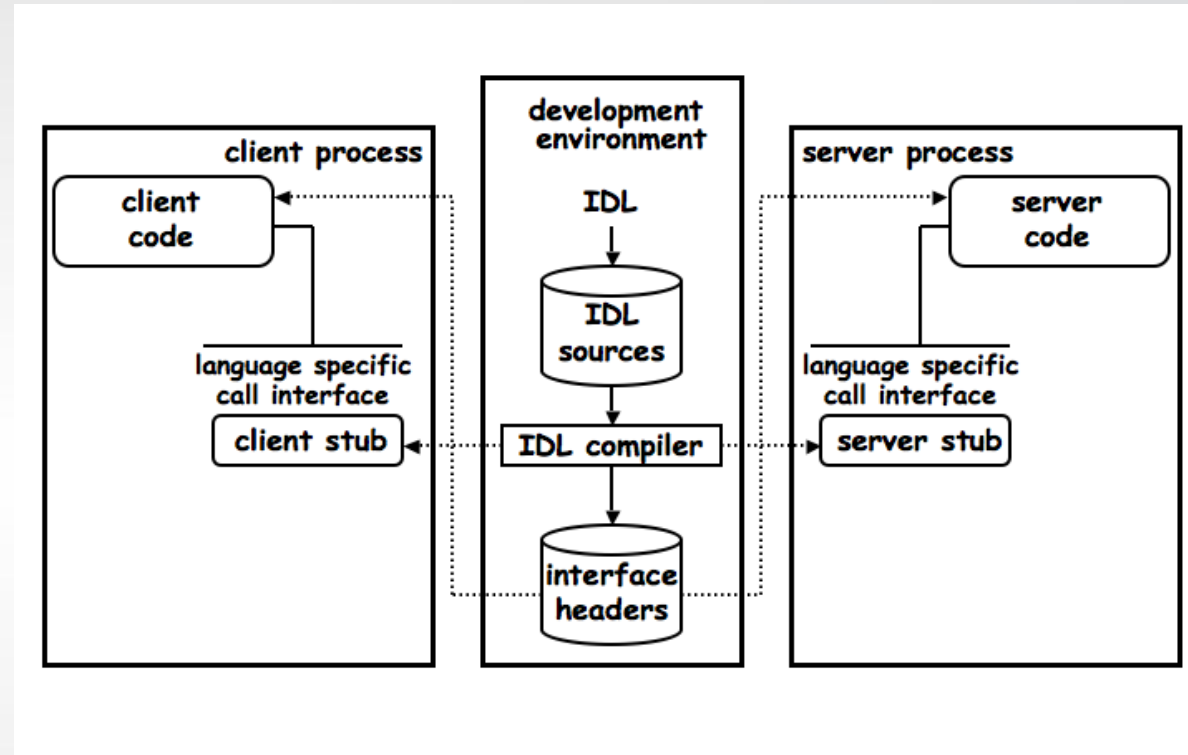 client process
client
code
language specific
call interface
client stub
development
environment
IDL
IDL
sources
IDL compiler
interface
headers
server process
server
code
language specific
call interface
server stub